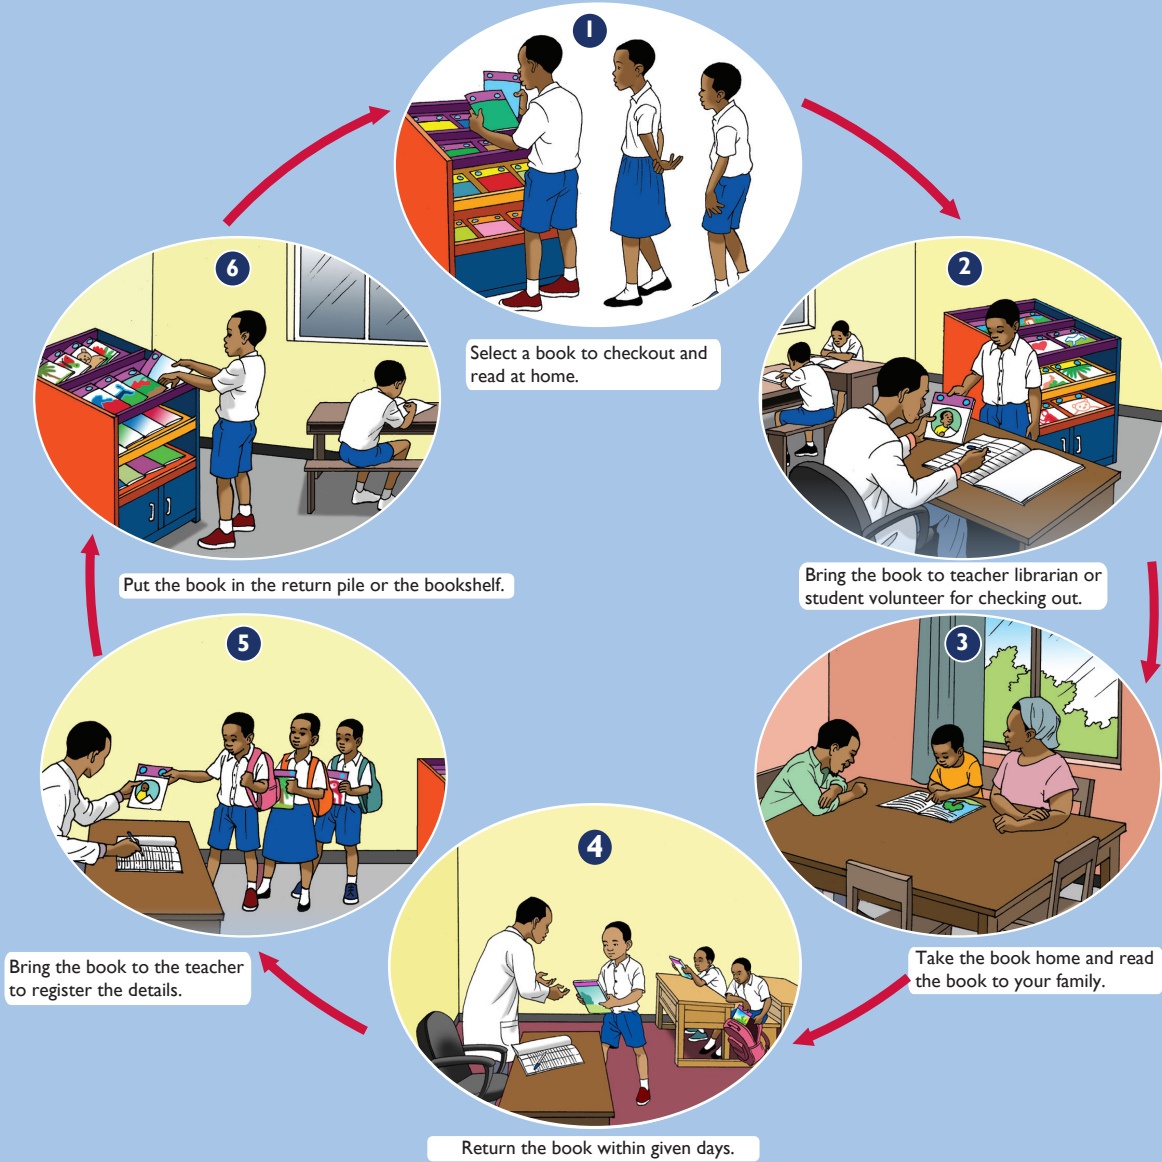 1
Select a book to checkout and
read at home.
2
Bring the book to teacher librarian or
student volunteer for checking out.
3
Take the book home and read
the book to your family.
4
Return the book within given days.
5
Bring the book to the teacher
to register the details.
6
Put the book in the return pile or the bookshelf.